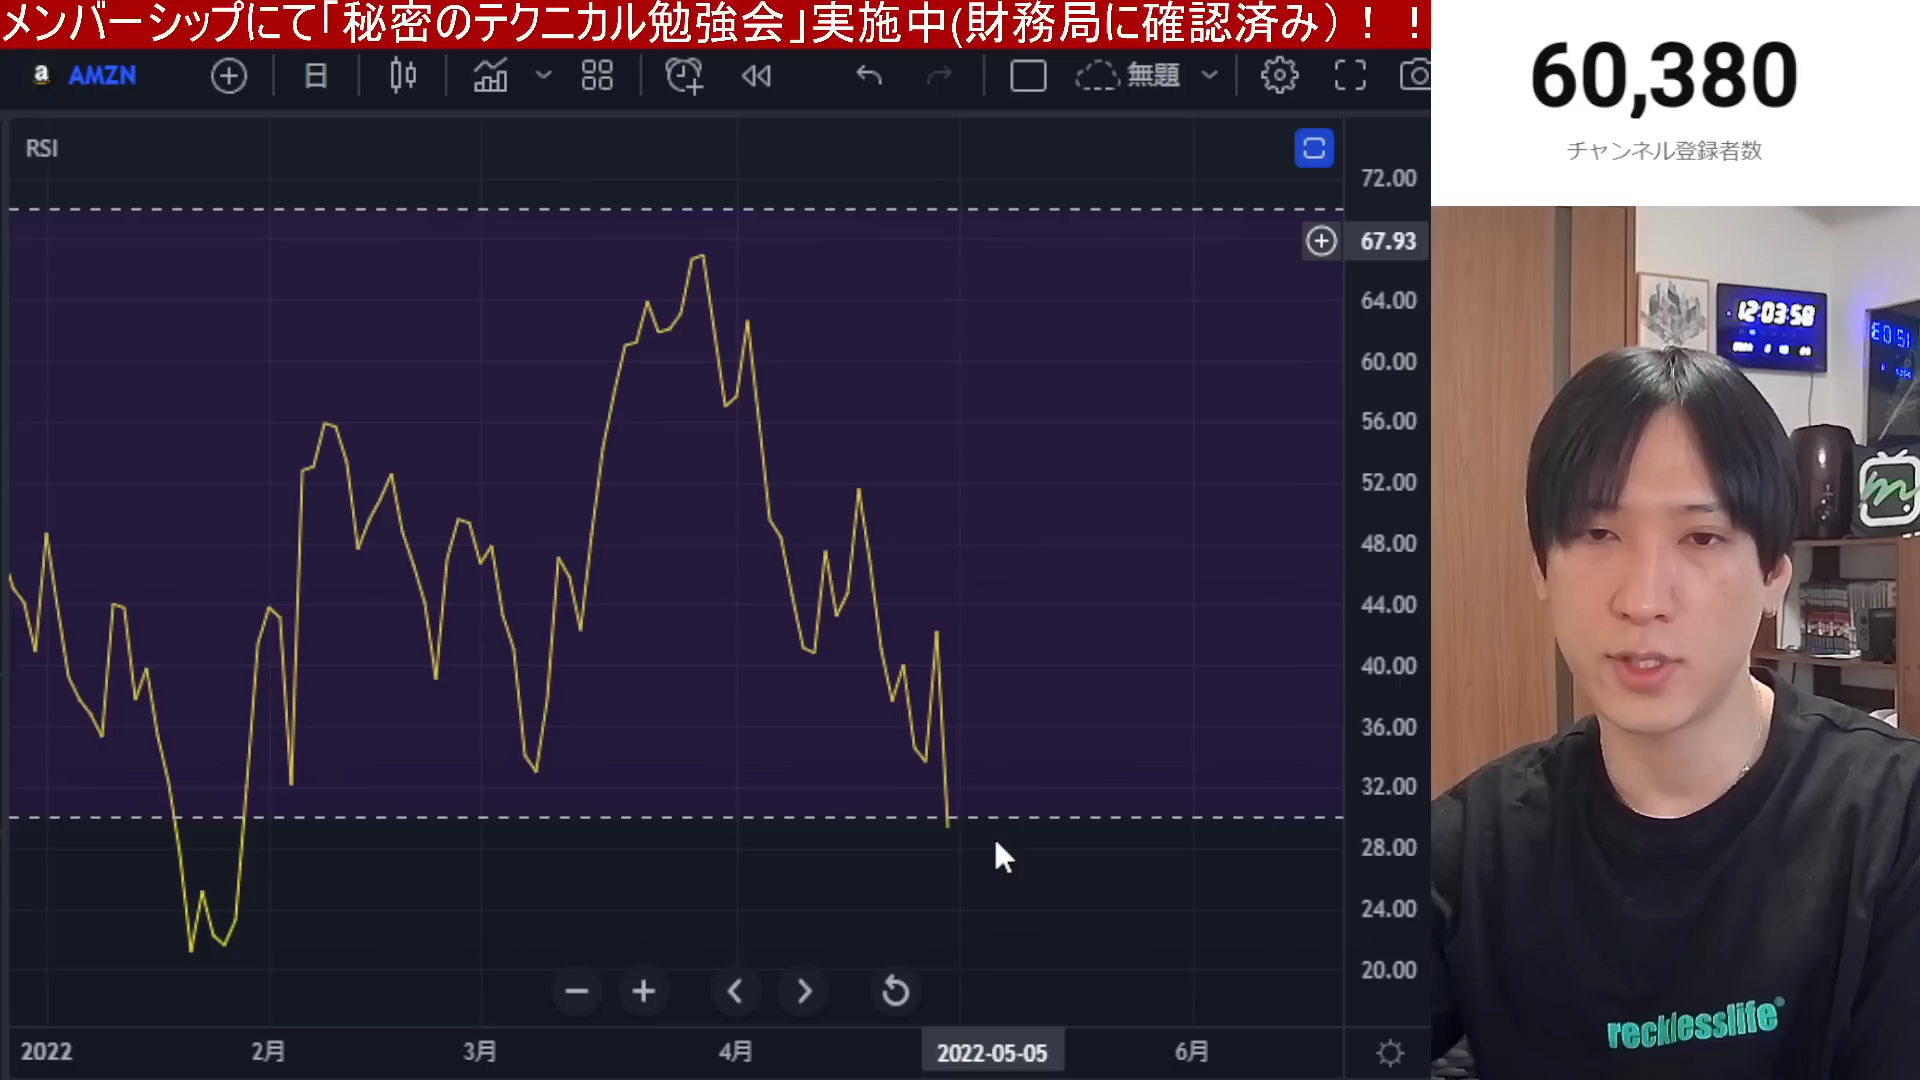 メンバーシップにて「秘密のテクニカル勉強会」実施中(財務局に確認済み）！！
a AMZN 日 無題
60,380
チャンネル登録者数
RSI
72.00
67.93
64.00
60.00
56.00
52.00
48.00
44.00
40.00
36.00
32.00
28.00
24.00
20.00
2022 2月 3月 4月 2022-05-05 6月
12:03:58
recklesslife